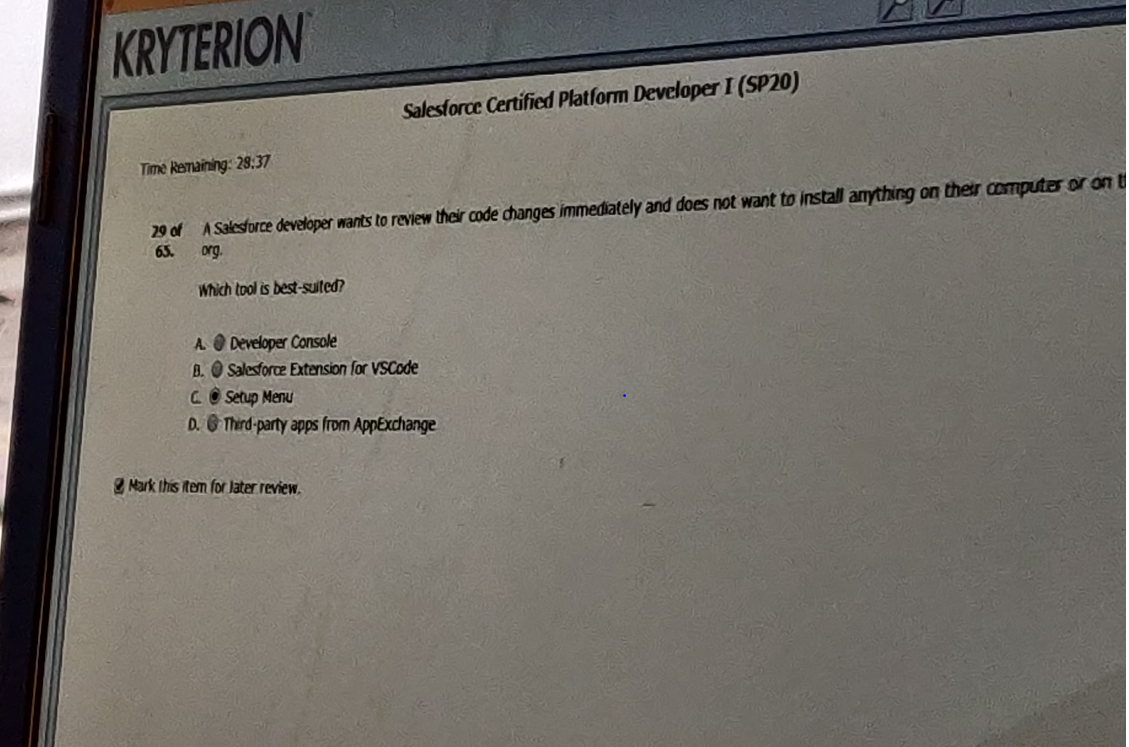 KRYTERION
Salesforce Certified Platform Developer I (SP20)
Time Remaining: 28:37
29 of 65. A Salesforce developer wants to review their code changes immediately and does not want to install anything on their computer or on
org.
Which tool is best-suited?
A. Developer Console
B. Salesforce Extension for VSCode
C. Setup Menu
D. Third-party apps from AppExchange
Mark this item for later review.